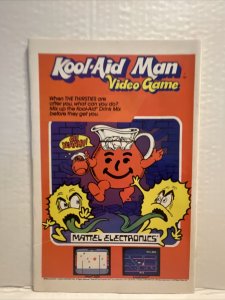 Kool-Aid Man
Video Game
When THE THIRSTIES are
after you, what can you do?
Mix up the Kool-Aid® Drink Mix
before they get you.
OH YEAHHH!
MATTEL ELECTRONICS®